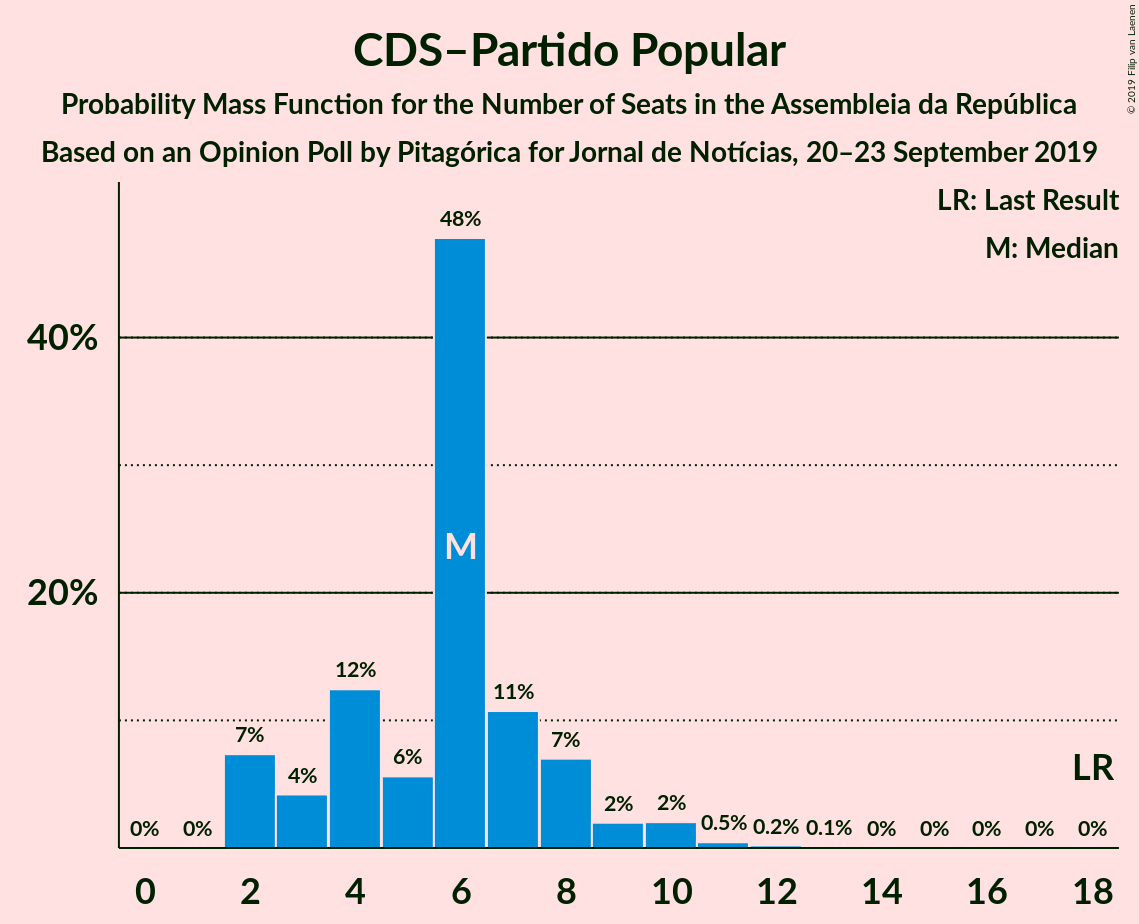 CDS–Partido Popular
Probability Mass Function for the Number of Seats in the Assembleia da República
Based on an Opinion Poll by Pitagórica for Jornal de Notícias, 20–23 September 2019
© 2019 Filip van Laenen
LR: Last Result
M: Median
48%
40%
M
20%
12%
11%
7%
7%
6%
LR
4%
2%
2%
0.5%
0.2%
0.1%
0%
0%
0%
0%
0%
0%
0%
0 2 4 6 8 10 12 14 16 18